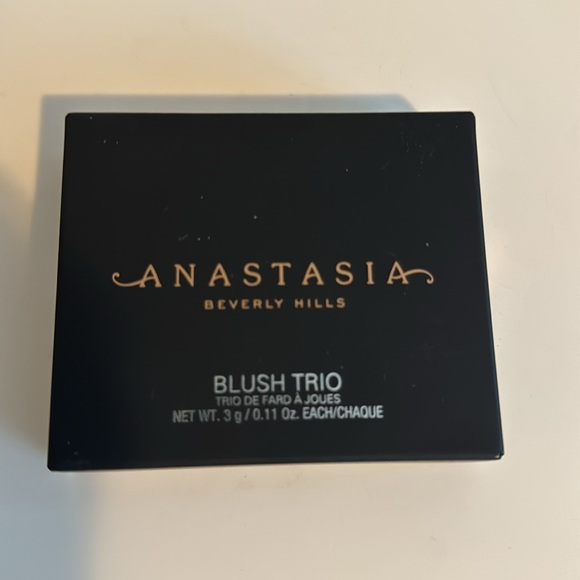 ANASTASIA
BEVERLY HILLS
BLUSH TRIO
TRIO DE FARD À JOUES
NET WT. 3 g / 0.11 Oz. EACH/CHAQUE